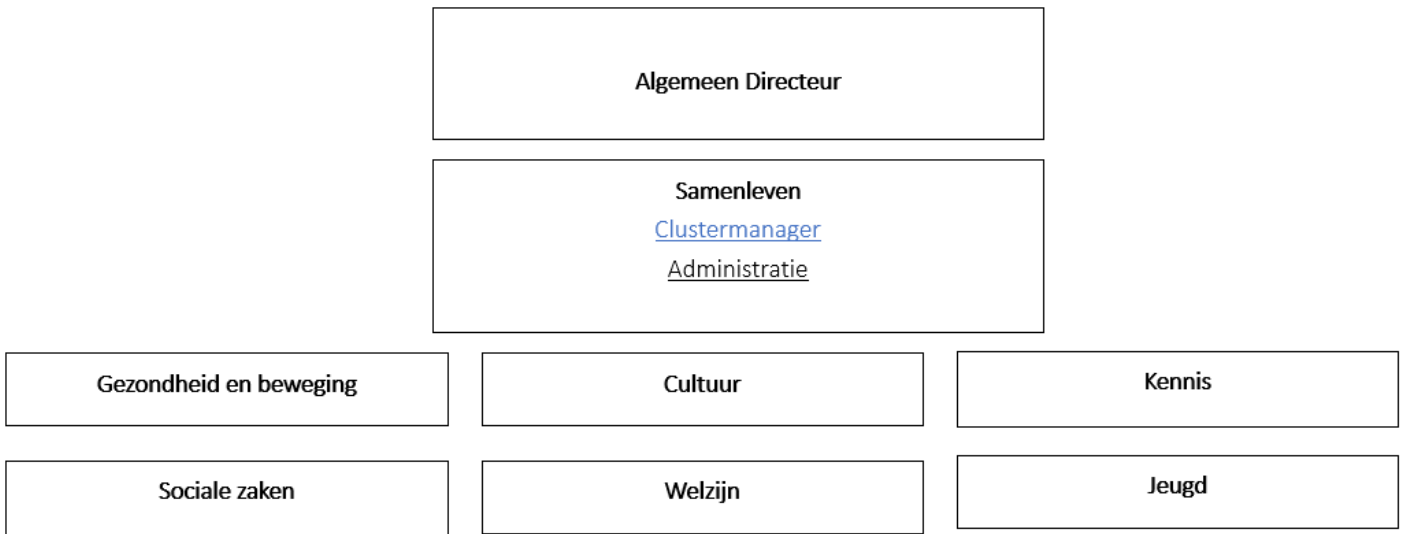 Algemeen Directeur
Samenleven
Clustermanager
Administratie
Gezondheid en beweging
Cultuur
Kennis
Sociale zaken
Welzijn
Jeugd